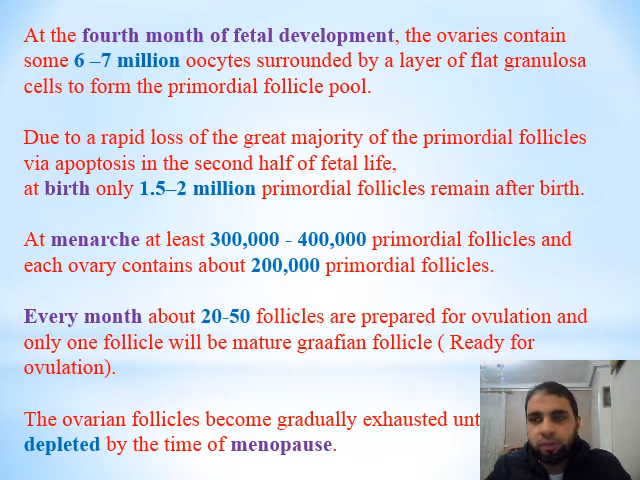 At the fourth month of fetal development, the ovaries contain
some 6 –7 million oocytes surrounded by a layer of flat granulosa
cells to form the primordial follicle pool.
Due to a rapid loss of the great majority of the primordial follicles
via apoptosis in the second half of fetal life,
at birth only 1.5–2 million primordial follicles remain after birth.
At menarche at least 300,000 - 400,000 primordial follicles and
each ovary contains about 200,000 primordial follicles.
Every month about 20-50 follicles are prepared for ovulation and
only one follicle will be mature graafian follicle ( Ready for
ovulation).
The ovarian follicles become gradually exhausted
depleted by the time of menopause.